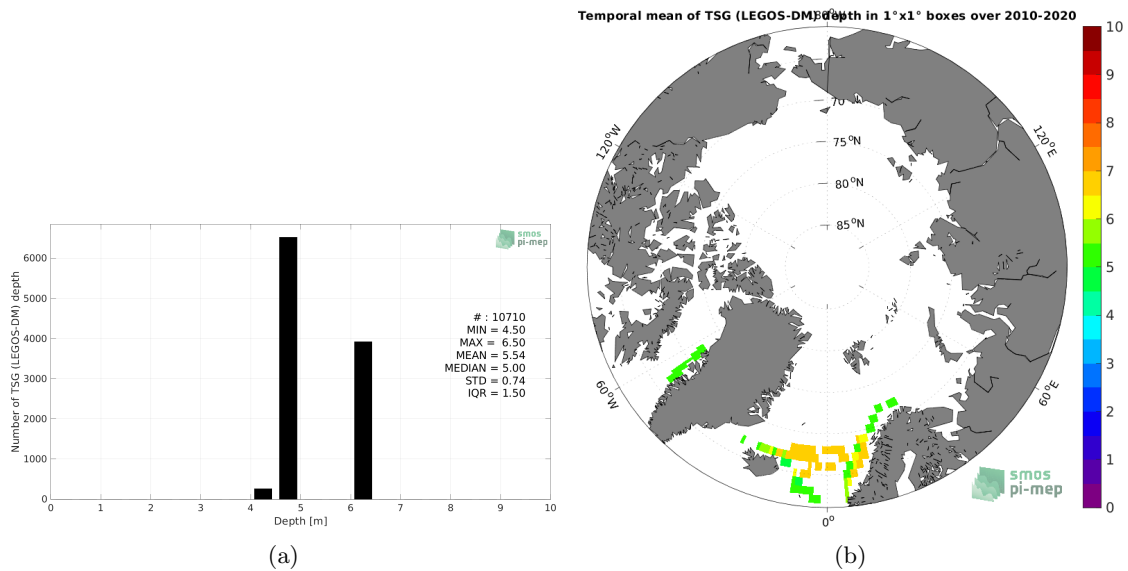 Temporal mean of TSG (LEGOS-DM) depth in 1°x1° boxes over 2010-2020
180°
70
75°N
80°N
85°N
120°W
120°E
60°W
60°E
0°
10
9
8
7
6
5
4
3
2
1
0
smos
pi-mep
smos
pi-mep
Number of TSG (LEGOS-DM) depth
6000
5000
4000
3000
2000
1000
0
# : 10710
MIN = 4.50
MAX = 6.50
MEAN = 5.54
MEDIAN = 5.00
STD = 0.74
IQR = 1.50
0 1 2 3 4 5 6 7 8 9 10
Depth [m]
(a)
(b)